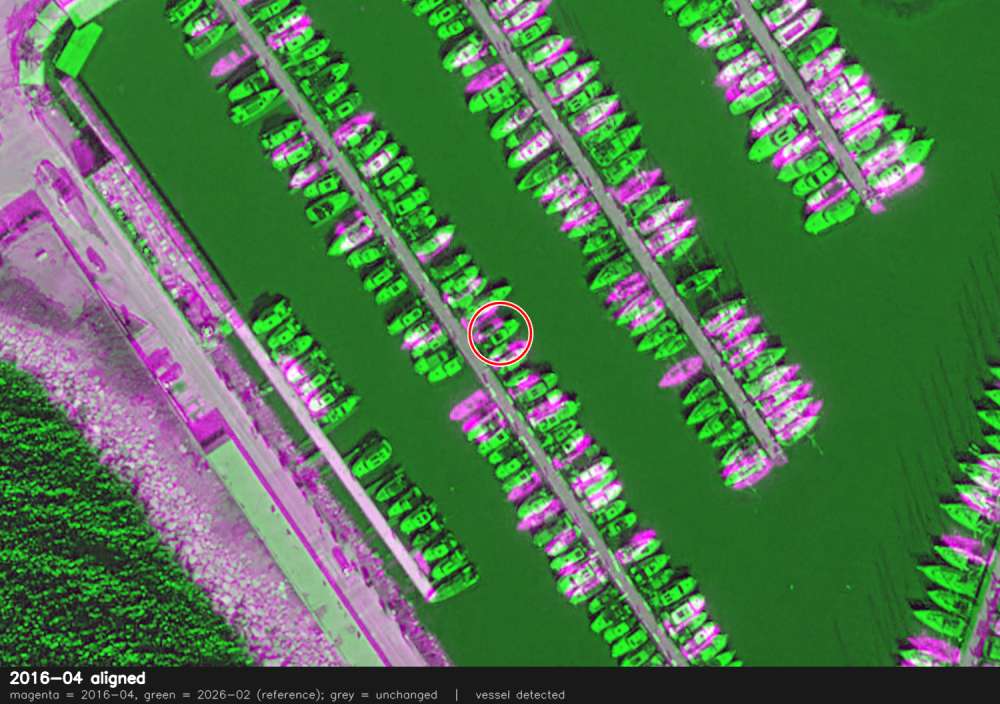 2016-04 aligned
magenta = 2016-04, green = 2026-02 (reference); grey = unchanged | vessel detected